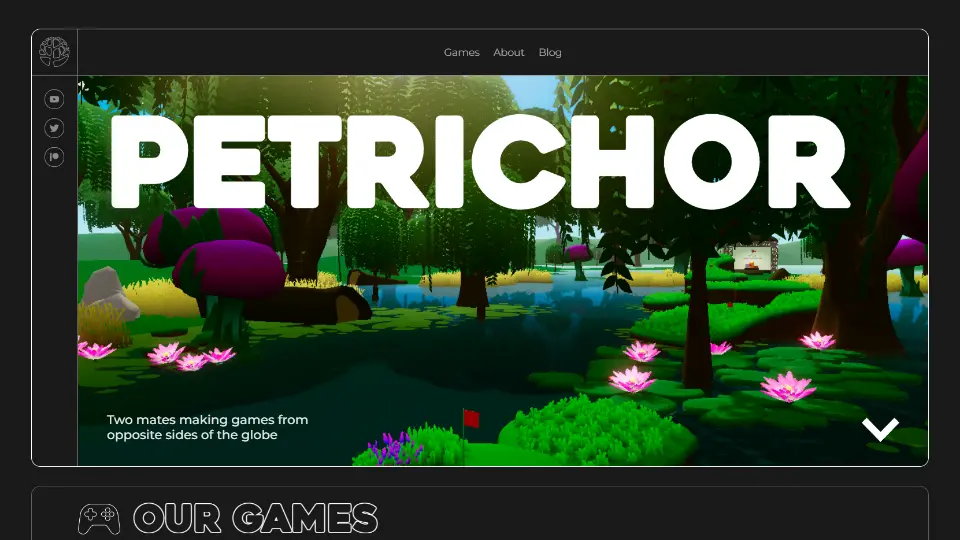 Games About Blog
PETRICHOR
Two mates making games from
opposite sides of the globe
OUR GAMES